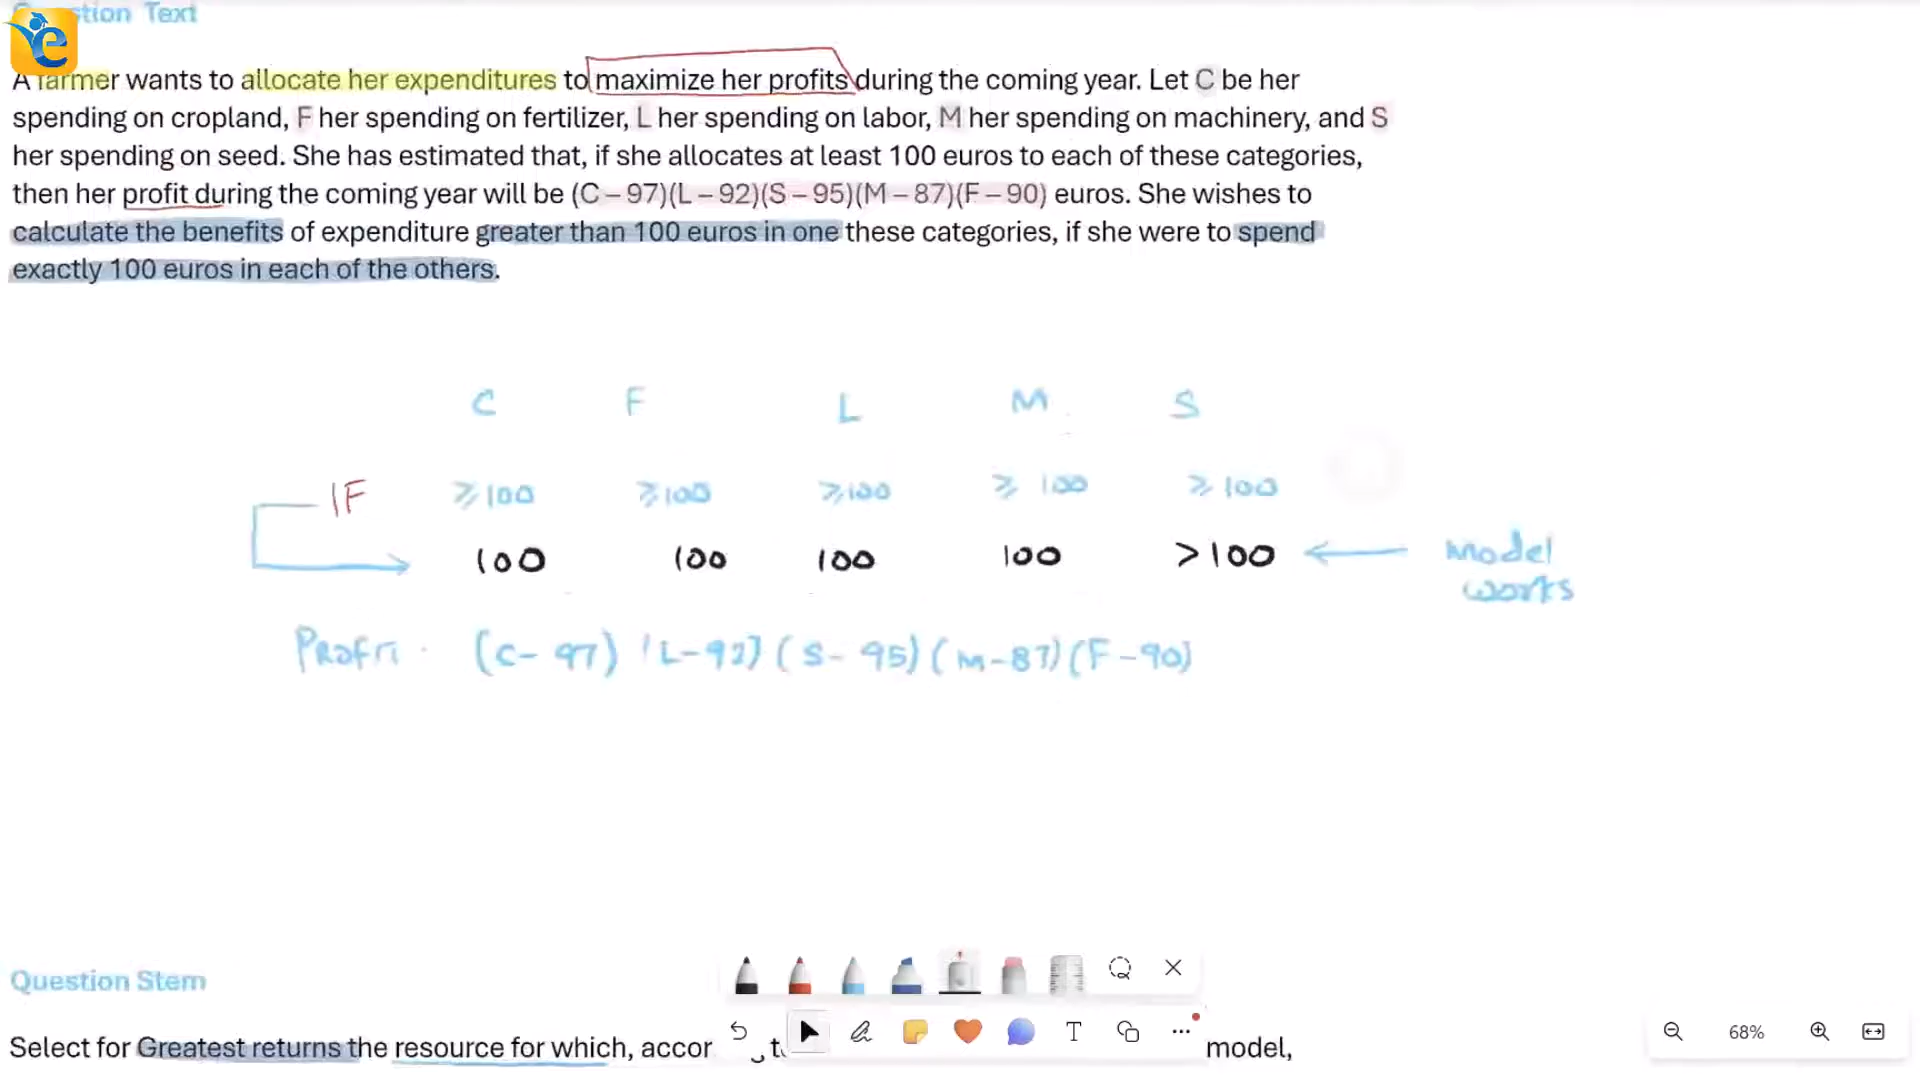 Question Text
A farmer wants to allocate her expenditures to maximize her profits during the coming year. Let C be her
spending on cropland, F her spending on fertilizer, L her spending on labor, M her spending on machinery, and S
her spending on seed. She has estimated that, if she allocates at least 100 euros to each of these categories,
then her profit during the coming year will be (C – 97)(L – 92)(S – 95)(M – 87)(F – 90) euros. She wishes to
calculate the benefits of expenditure greater than 100 euros in one these categories, if she were to spend
exactly 100 euros in each of the others.
C F L M S
IF ≥100 ≥100 ≥100 ≥ 100 ≥ 100
100 100 100 100 >100 ← model
works
Profit (C- 97) (L-92) (S- 95) (M-87) (F-90)
Question Stem
Select for Greatest returns the resource for which, model,
68%